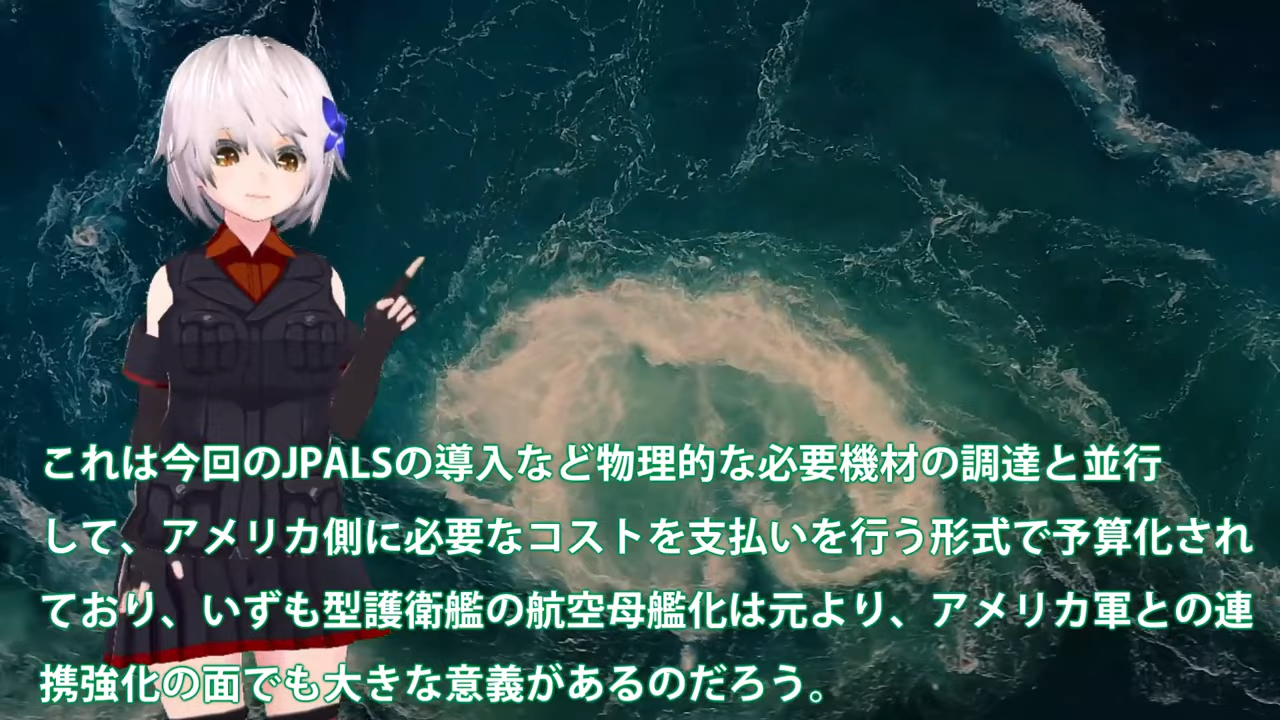 これは今回のJPALSの導入など物理的な必要機材の調達と並行
して、アメリカ側に必要なコストを支払いを行う形式で予算化され
ており、いずも型護衛艦の航空母艦化は元より、アメリカ軍との連
携強化の面でも大きな意義があるのだろう。